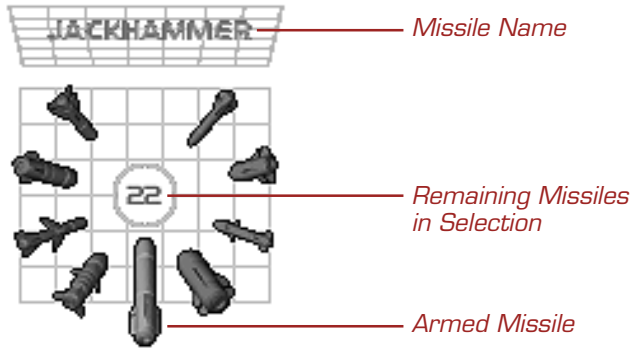 JACKHAMMER
Missile Name
22
Remaining Missiles
in Selection
Armed Missile